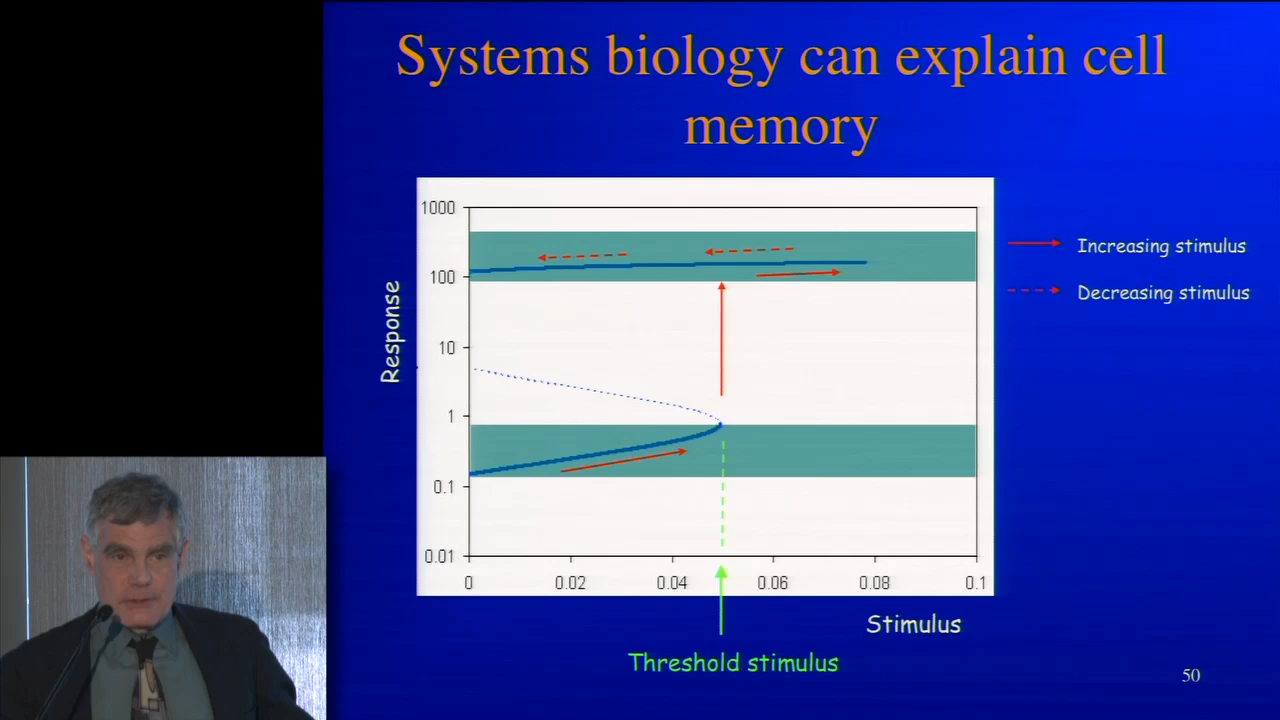 Systems biology can explain cell
memory
1000
100
10
1
0.1
0.01
Response
0
0.02
0.04
0.06
0.08
0.1
Stimulus
Threshold stimulus
Increasing stimulus
Decreasing stimulus
50